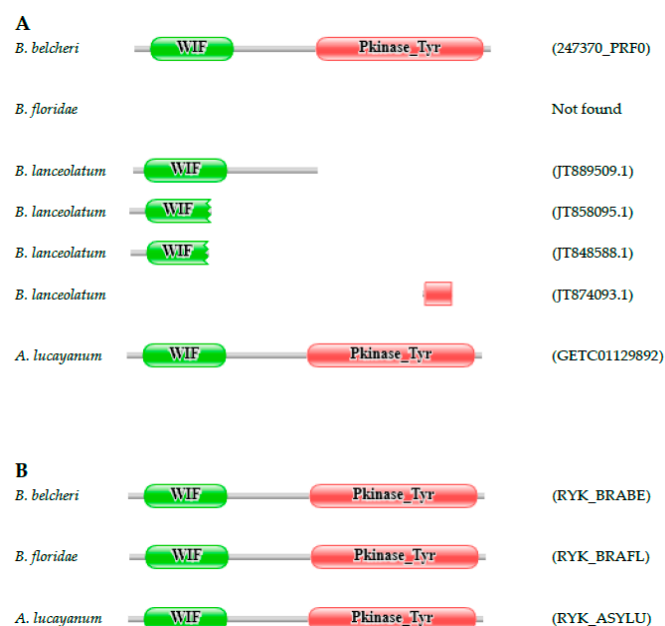 A
B. belcheri WIF Pkinase_Tyr (247370_PRF0)
B. floridae Not found
B. lanceolatum WIF (JT889509.1)
B. lanceolatum WIF (JT858095.1)
B. lanceolatum WIF (JT848588.1)
B. lanceolatum (JT874093.1)
A. lucayanum WIF Pkinase_Tyr (GETC01129892)
B
B. belcheri WIF Pkinase_Tyr (RYK_BRABE)
B. floridae WIF Pkinase_Tyr (RYK_BRAFL)
A. lucayanum WIF Pkinase_Tyr (RYK_ASYLU)